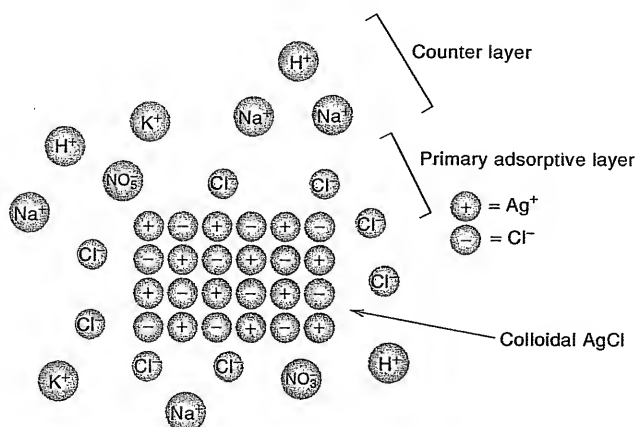 Counter layer
H⁺
Na⁺ Na⁺
K⁺
H⁺
Primary adsorptive layer
NO₅⁻ Cl⁻ Cl⁻
+ = Ag⁺
Na⁺
Cl⁻
+ − + − + −
− = Cl⁻
Cl⁻
− + − + − +
Cl⁻
+ − + − + −
Cl⁻
− + − + − +
Colloidal AgCl
Cl⁻ Cl⁻
H⁺
K⁺
NO₃⁻
Na⁺